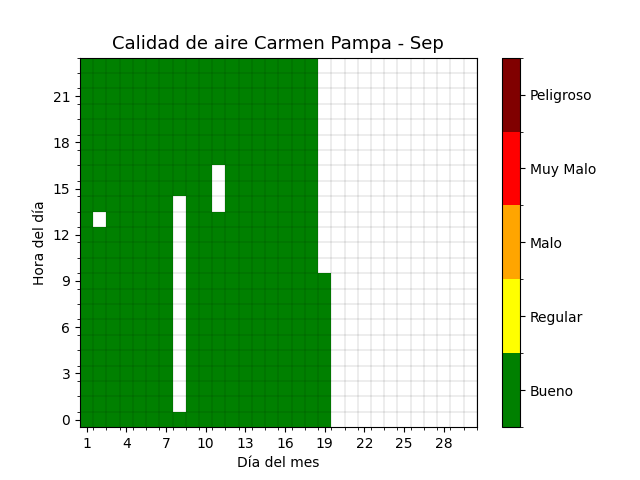 Calidad de aire Carmen Pampa - Sep
Hora del día
21
18
15
12
9
6
3
0
1 4 7 10 13 16 19 22 25 28
Día del mes
Peligroso
Muy Malo
Malo
Regular
Bueno